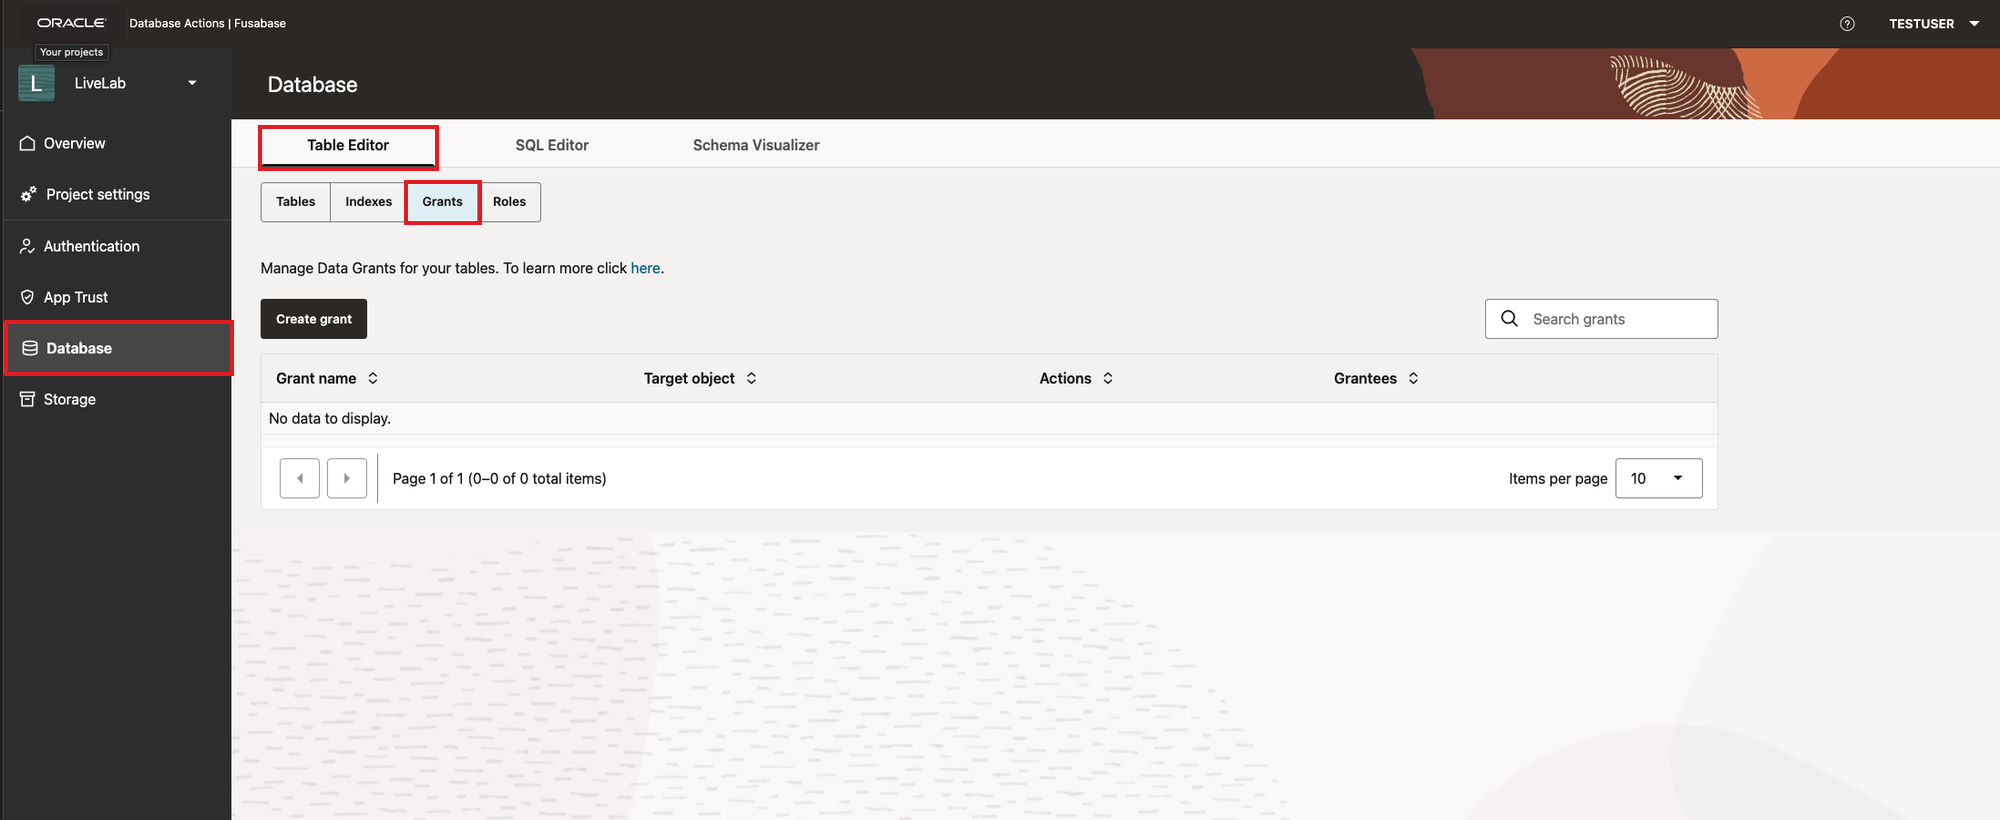 ORACLE Database Actions | Fusabase
TESTUSER
Your projects
L LiveLab
Database
Overview
Project settings
Authentication
App Trust
Database
Storage
Table Editor SQL Editor Schema Visualizer
Tables Indexes Grants Roles
Manage Data Grants for your tables. To learn more click here.
Create grant
Search grants
Grant name Target object Actions Grantees
No data to display.
Page 1 of 1 (0–0 of 0 total items)
Items per page 10